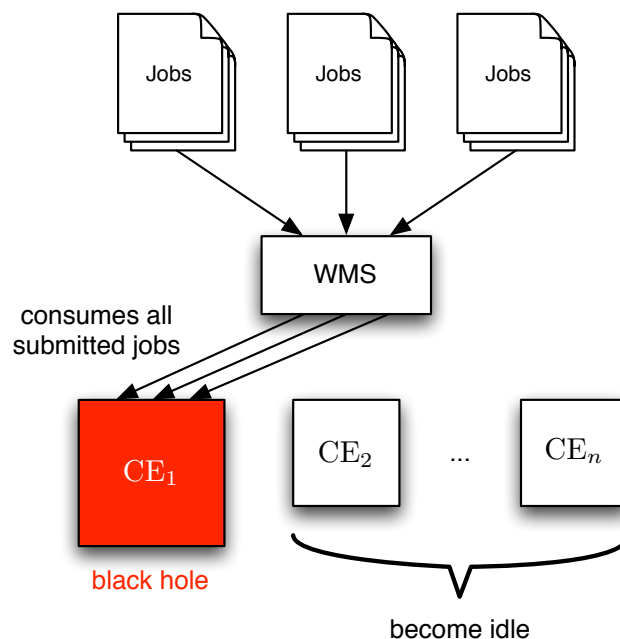 Jobs
Jobs
Jobs
WMS
consumes all
submitted jobs
CE₁
CE₂
...
CEₙ
black hole
become idle